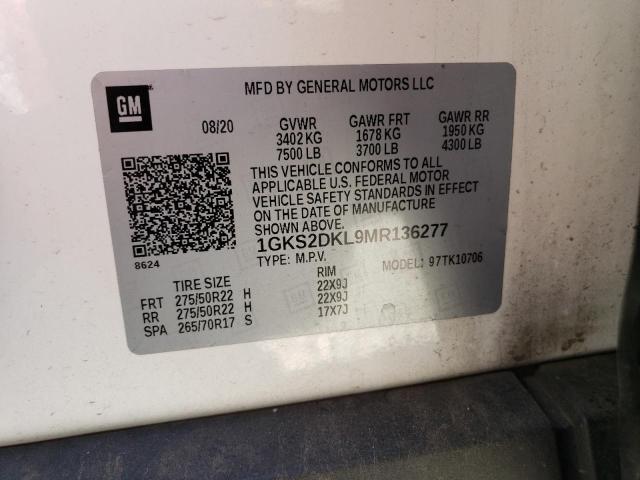 GM
MFD BY GENERAL MOTORS LLC
08/20 GVWR GAWR FRT GAWR RR
3402 KG 1678 KG 1950 KG
7500 LB 3700 LB 4300 LB
THIS VEHICLE CONFORMS TO ALL
APPLICABLE U.S. FEDERAL MOTOR
VEHICLE SAFETY STANDARDS IN EFFECT
ON THE DATE OF MANUFACTURE
SHOWN ABOVE.
1GKS2DKL9MR136277
8624
TYPE: M.P.V. MODEL: 97TK10706
TIRE SIZE RIM
FRT 275/50R22 H 22X9J
RR 275/50R22 H 22X9J
SPA 265/70R17 S 17X7J